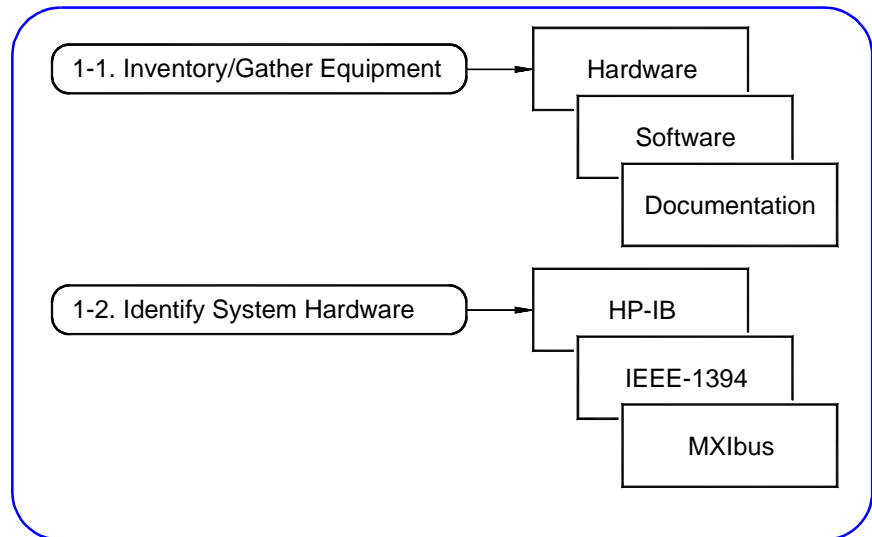 1-1. Inventory/Gather Equipment
Hardware
Software
Documentation
1-2. Identify System Hardware
HP-IB
IEEE-1394
MXIbus